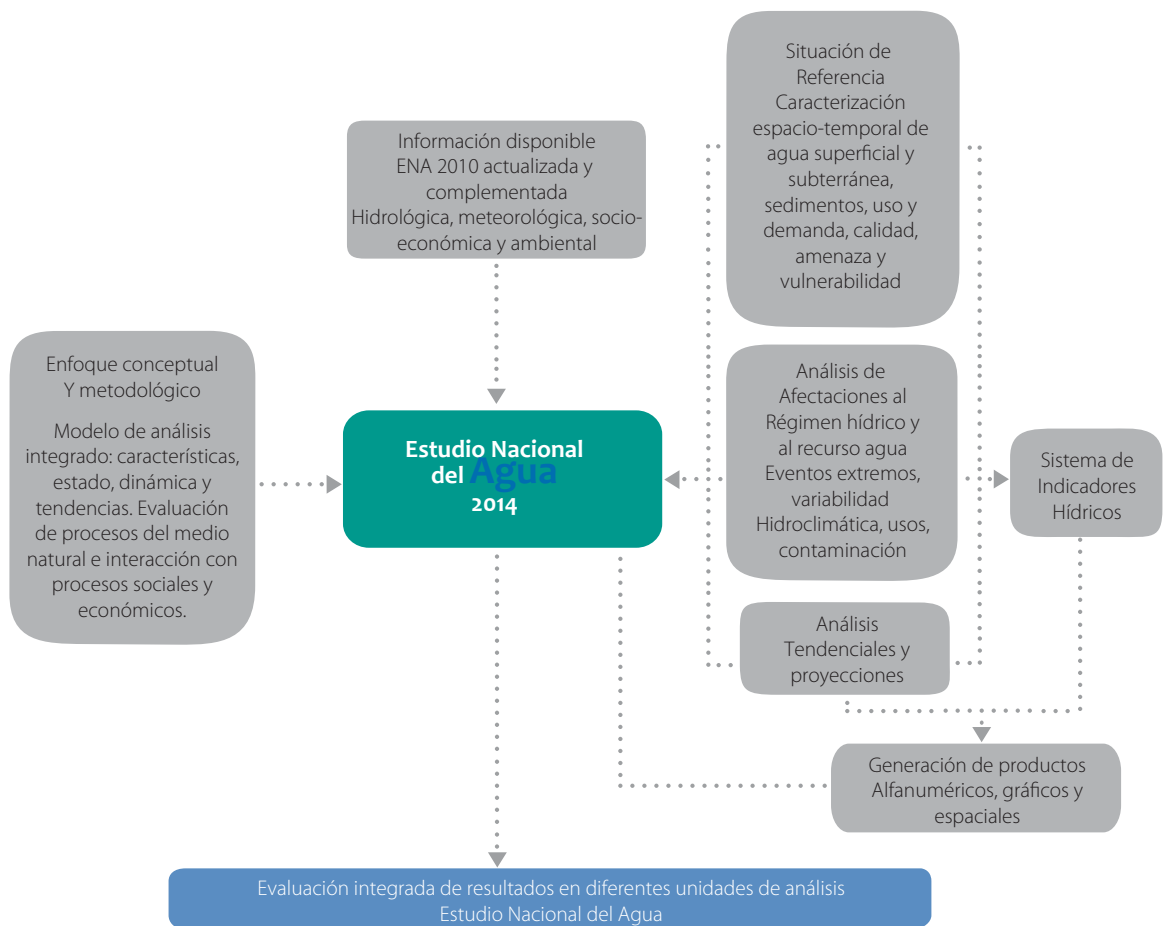 Situación de
Referencia
Caracterización
espacio-temporal de
agua superficial y
subterránea,
sedimentos, uso y
demanda, calidad,
amenaza y
vulnerabilidad
Información disponible
ENA 2010 actualizada y
complementada
Hidrológica, meteorológica, socio-
económica y ambiental
Enfoque conceptual
Y metodológico
Modelo de análisis
integrado: características,
estado, dinámica y
tendencias. Evaluación
de procesos del medio
natural e interacción con
procesos sociales y
económicos.
Estudio Nacional
del Agua
2014
Análisis de
Afectaciones al
Régimen hídrico y
al recurso agua
Eventos extremos,
variabilidad
Hidroclimática, usos,
contaminación
Sistema de
Indicadores
Hídricos
Análisis
Tendenciales y
proyecciones
Generación de productos
Alfanuméricos, gráficos y
espaciales
Evaluación integrada de resultados en diferentes unidades de análisis
Estudio Nacional del Agua